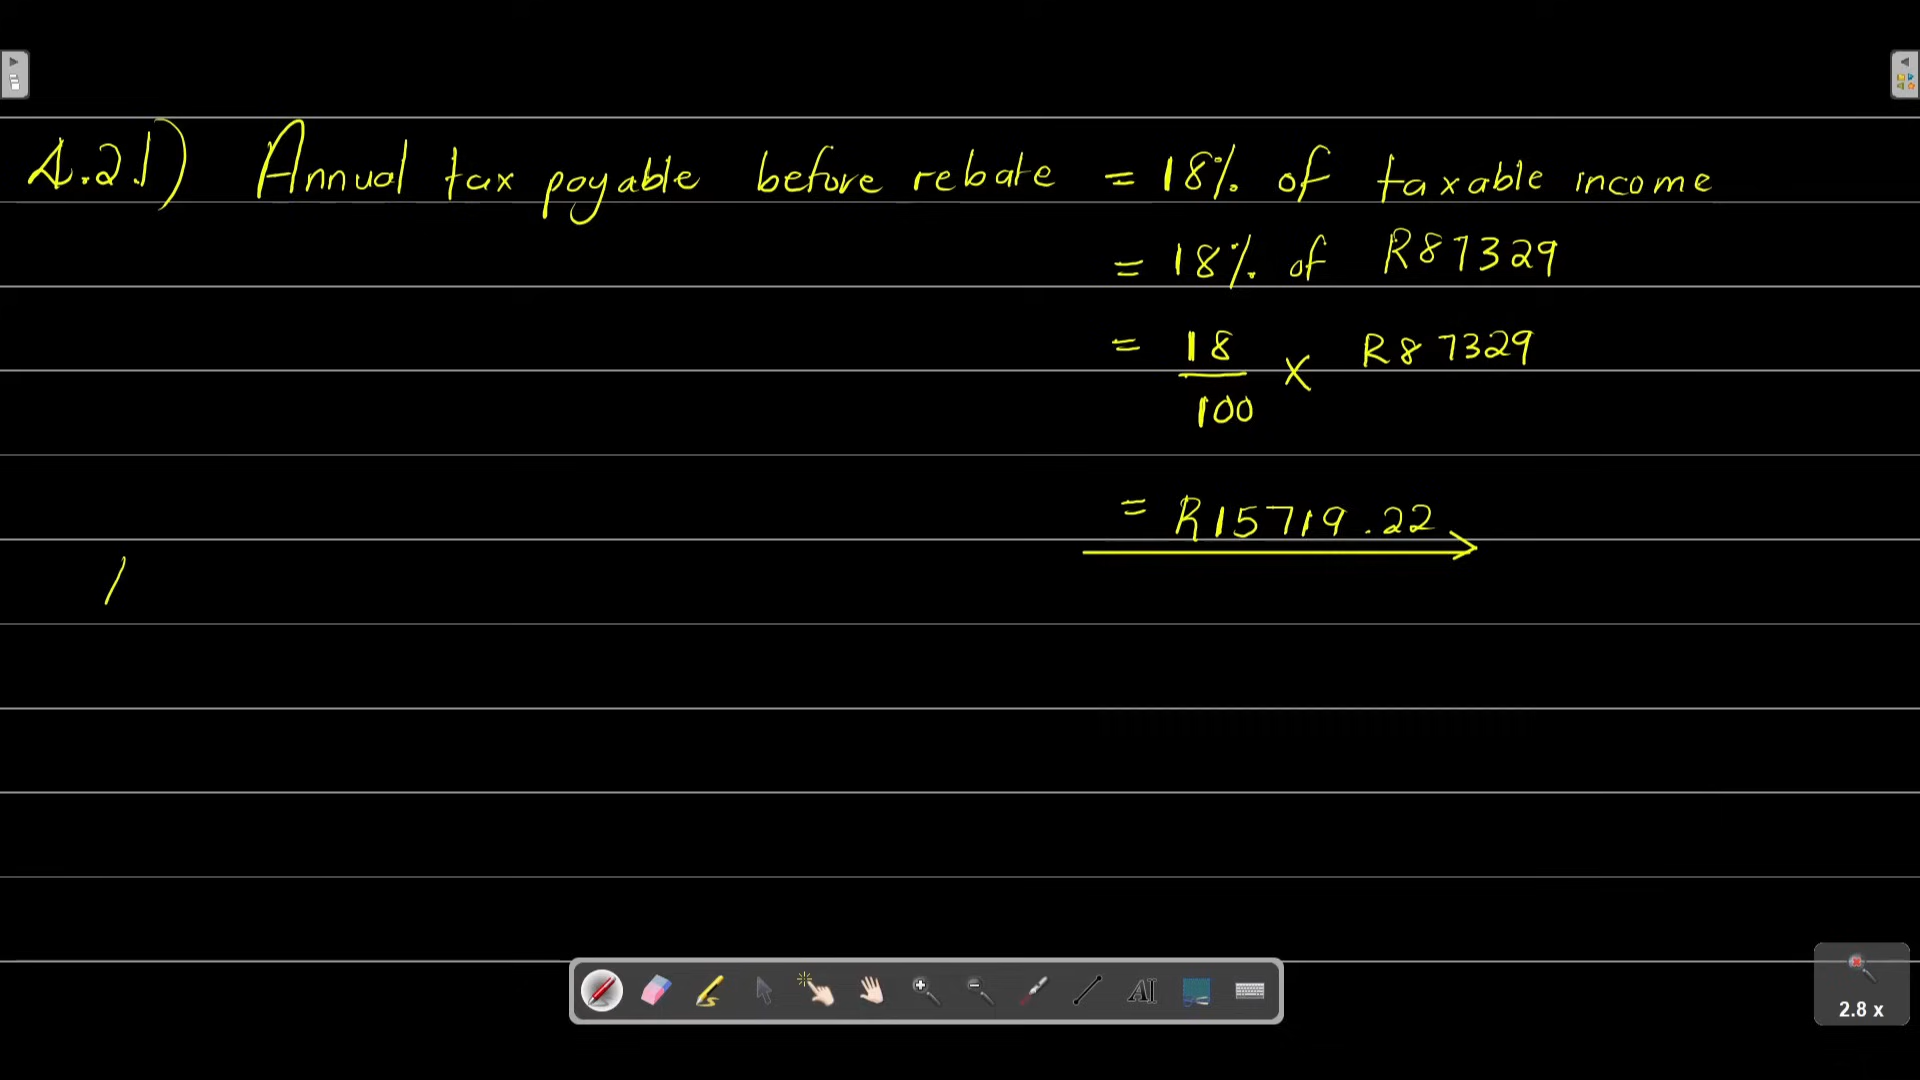 4.2.1) Annual tax payable before rebate = 18% of taxable income
= 18% of R87329
= 18/100 × R87329
= R15719.22
AI
2.8 x